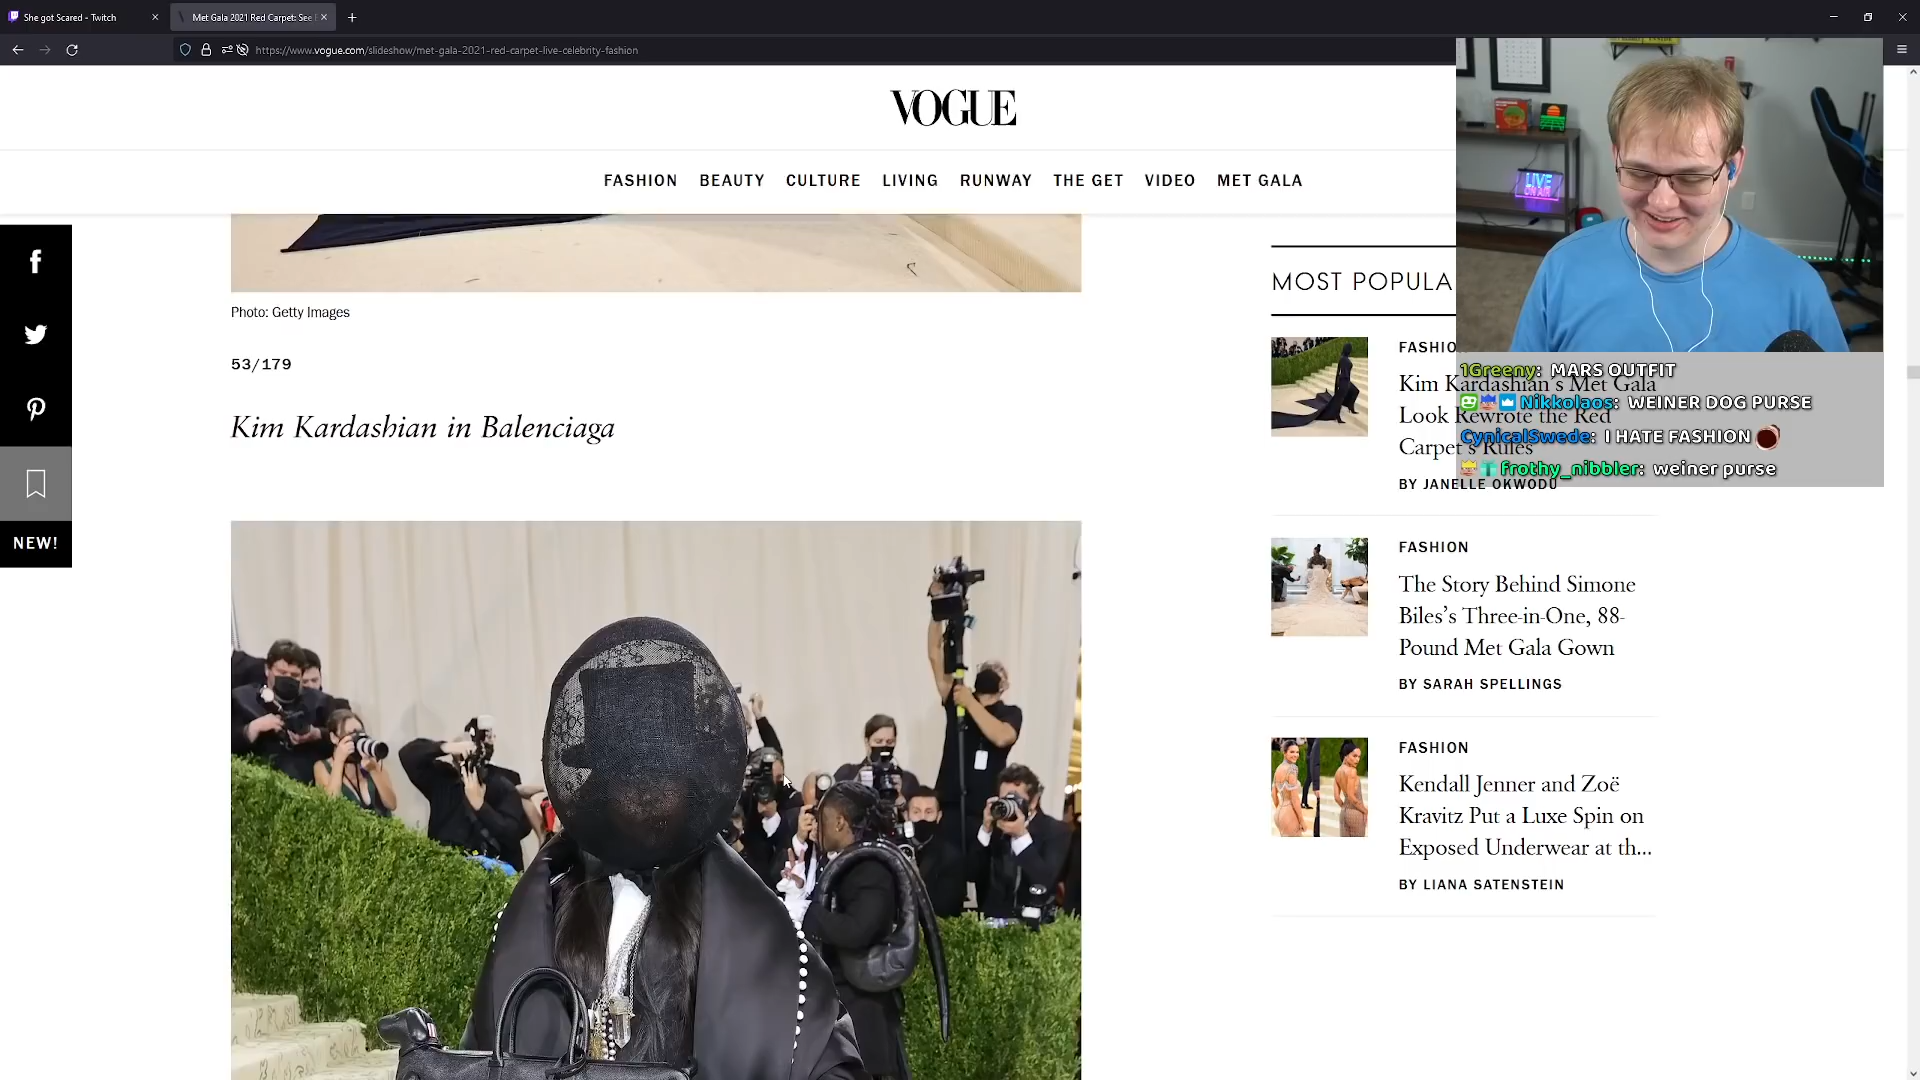 She got Scared - Twitch
Met Gala 2021 Red Carpet: See
https://www.vogue.com/slideshow/met-gala-2021-red-carpet-live-celebrity-fashion
VOGUE
FASHION BEAUTY CULTURE LIVING RUNWAY THE GET VIDEO MET GALA
Photo: Getty Images
53/179
Kim Kardashian in Balenciaga
NEW!
MOST POPULA
FASHIO
Kim Kardashian's Met Gala
Look Rewrote the Red
Carpet's Rules
BY JANELLE OKWODU
FASHION
The Story Behind Simone
Biles's Three-in-One, 88-
Pound Met Gala Gown
BY SARAH SPELLINGS
FASHION
Kendall Jenner and Zoë
Kravitz Put a Luxe Spin on
Exposed Underwear at th...
BY LIANA SATENSTEIN
LIVE
ON AIR
1Greeny: MARS OUTFIT
Nikkolaos: WEINER DOG PURSE
CynicalSwede: I HATE FASHION
frothy_nibbler: weiner purse